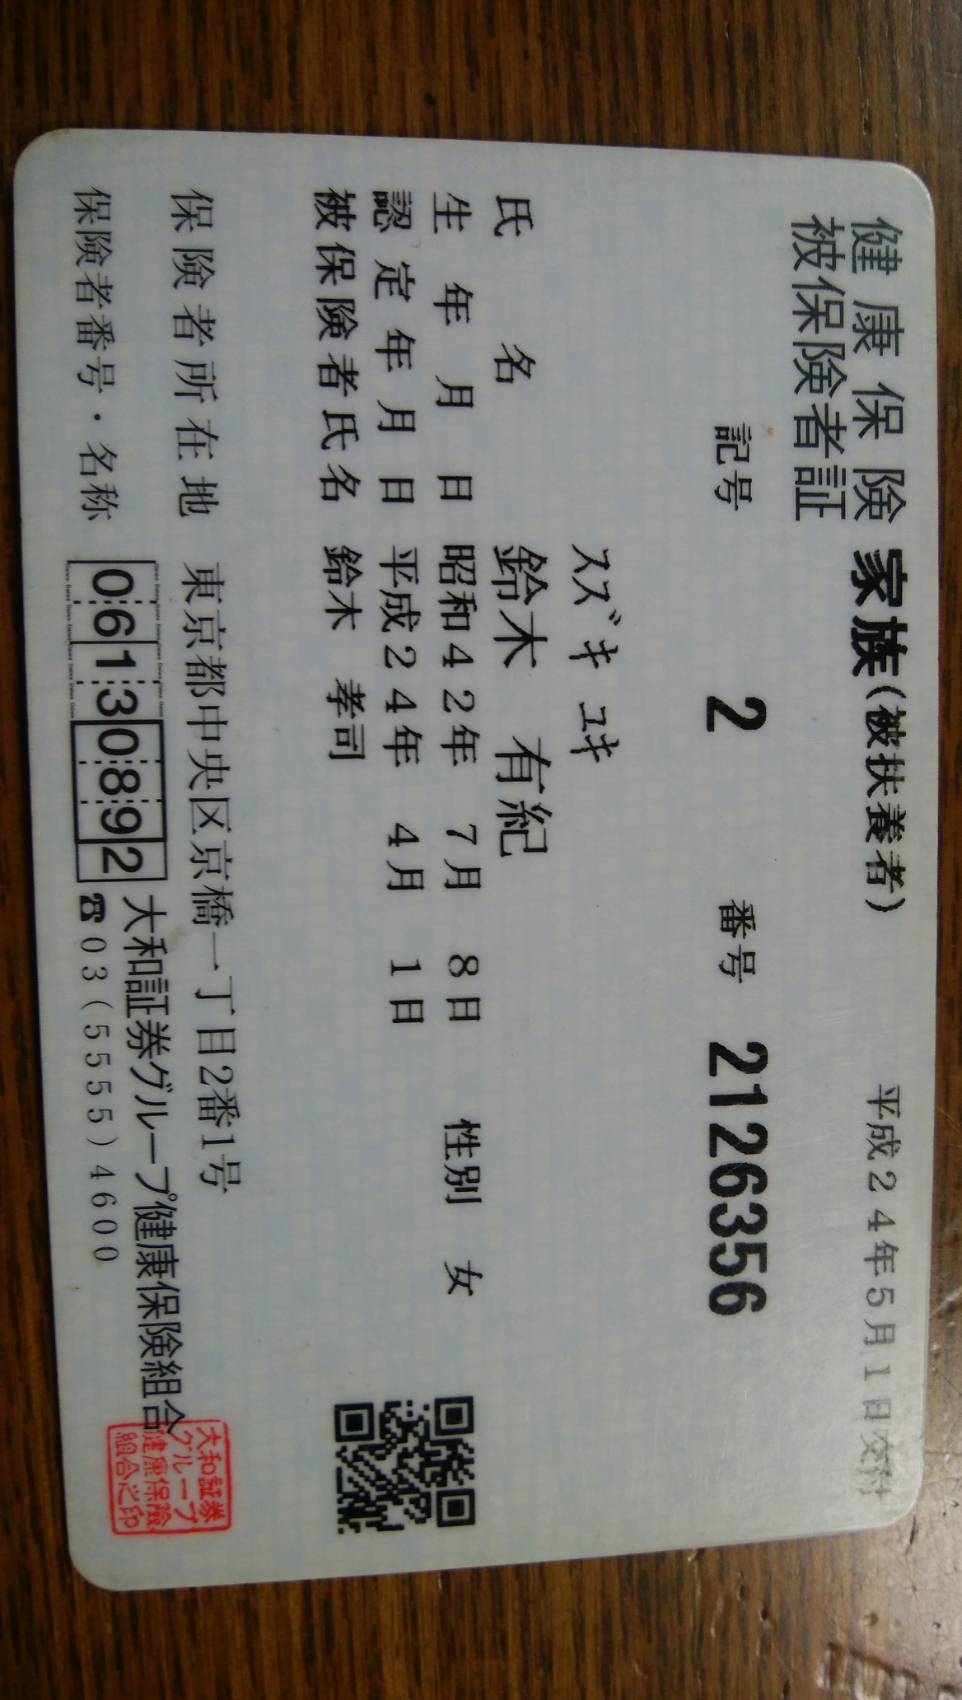 健康保険 家族(被扶養者) 平成24年5月1日交付
被保険者証
記号 2 番号 2126356
スズキ ユキ
氏名 鈴木 有紀
生年月日 昭和42年 7月 8日 性別 女
認定年月日 平成24年 4月 1日
被保険者氏名 鈴木 孝司
保険者所在地 東京都中央区京橋一丁目2番1号
保険者番号・名称 06130892 大和証券グループ健康保険組合
☎03(5555)4600
大和証券
グループ
健康保険
組合之印